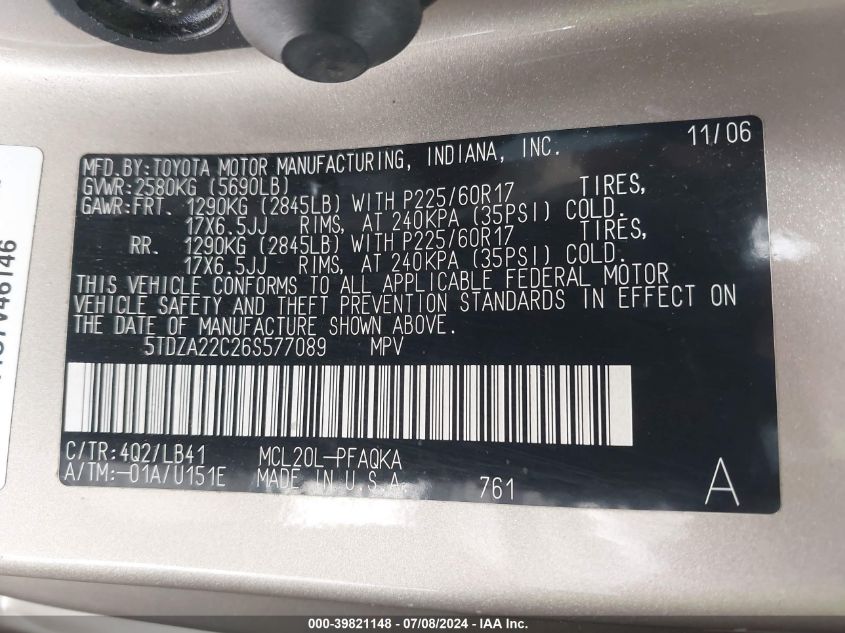 MFD.BY:TOYOTA MOTOR MANUFACTURING, INDIANA, INC. 11/06
GVWR:2580KG (5690LB)
GAWR:FRT. 1290KG (2845LB) WITH P225/60R17 TIRES,
17X6.5JJ RIMS, AT 240KPA (35PSI) COLD.
RR. 1290KG (2845LB) WITH P225/60R17 TIRES,
17X6.5JJ RIMS, AT 240KPA (35PSI) COLD.
THIS VEHICLE CONFORMS TO ALL APPLICABLE FEDERAL MOTOR
VEHICLE SAFETY AND THEFT PREVENTION STANDARDS IN EFFECT ON
THE DATE OF MANUFACTURE SHOWN ABOVE.
5TDZA22C26S577089 MPV
C/TR:4Q2/LB41 MCL20L-PFAQKA
A/TM:-01A/U151E MADE IN U.S.A. 761 A
000-39821148 - 07/08/2024 - IAA Inc.